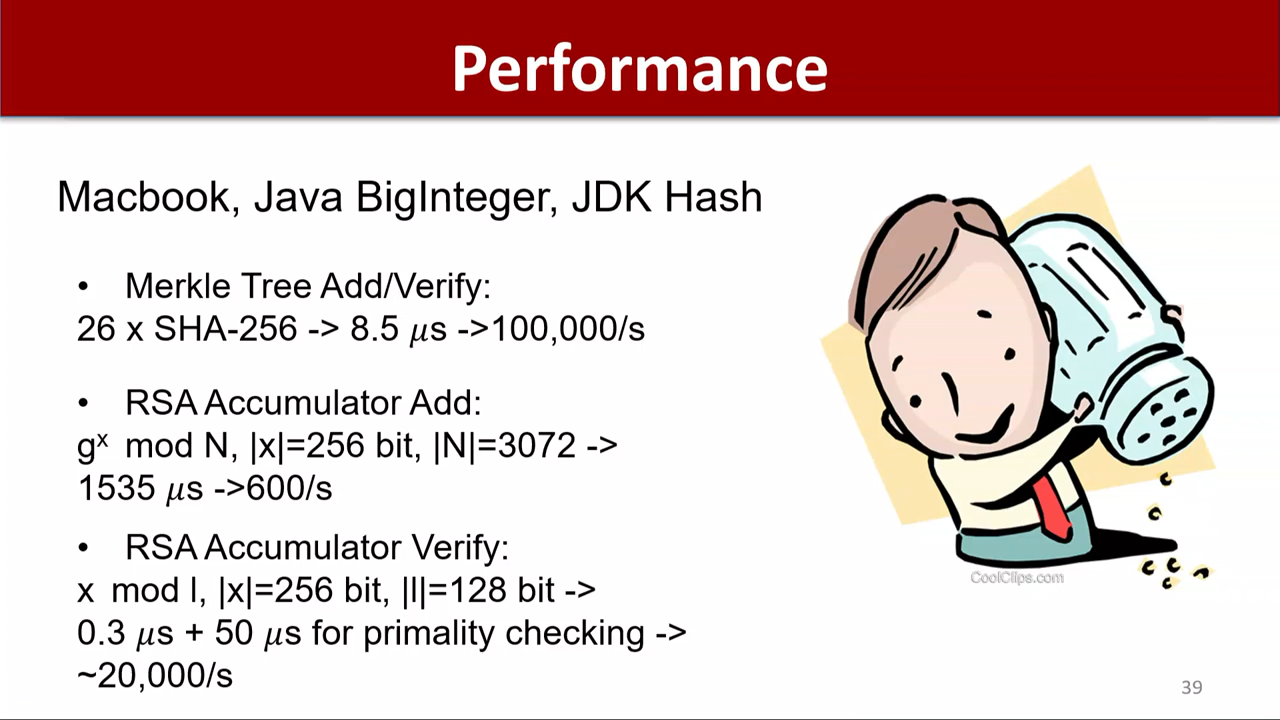 Performance
Macbook, Java BigInteger, JDK Hash
• Merkle Tree Add/Verify:
26 x SHA-256 -> 8.5 𝜇s ->100,000/s
• RSA Accumulator Add:
gˣ mod N, |x|=256 bit, |N|=3072 ->
1535 𝜇s ->600/s
• RSA Accumulator Verify:
x mod l, |x|=256 bit, |l|=128 bit ->
0.3 𝜇s + 50 𝜇s for primality checking ->
~20,000/s
CoolClips.com
39